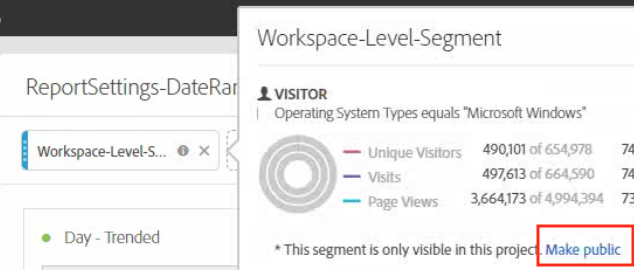 Workspace-Level-Segment
ReportSettings-DateRan
VISITOR
Operating System Types equals "Microsoft Windows"
Workspace-Level-S...
Unique Visitors 490,101 of 654,978 74
Visits 497,613 of 664,590 74
Page Views 3,664,173 of 4,994,394 73
Day - Trended
* This segment is only visible in this project. Make public